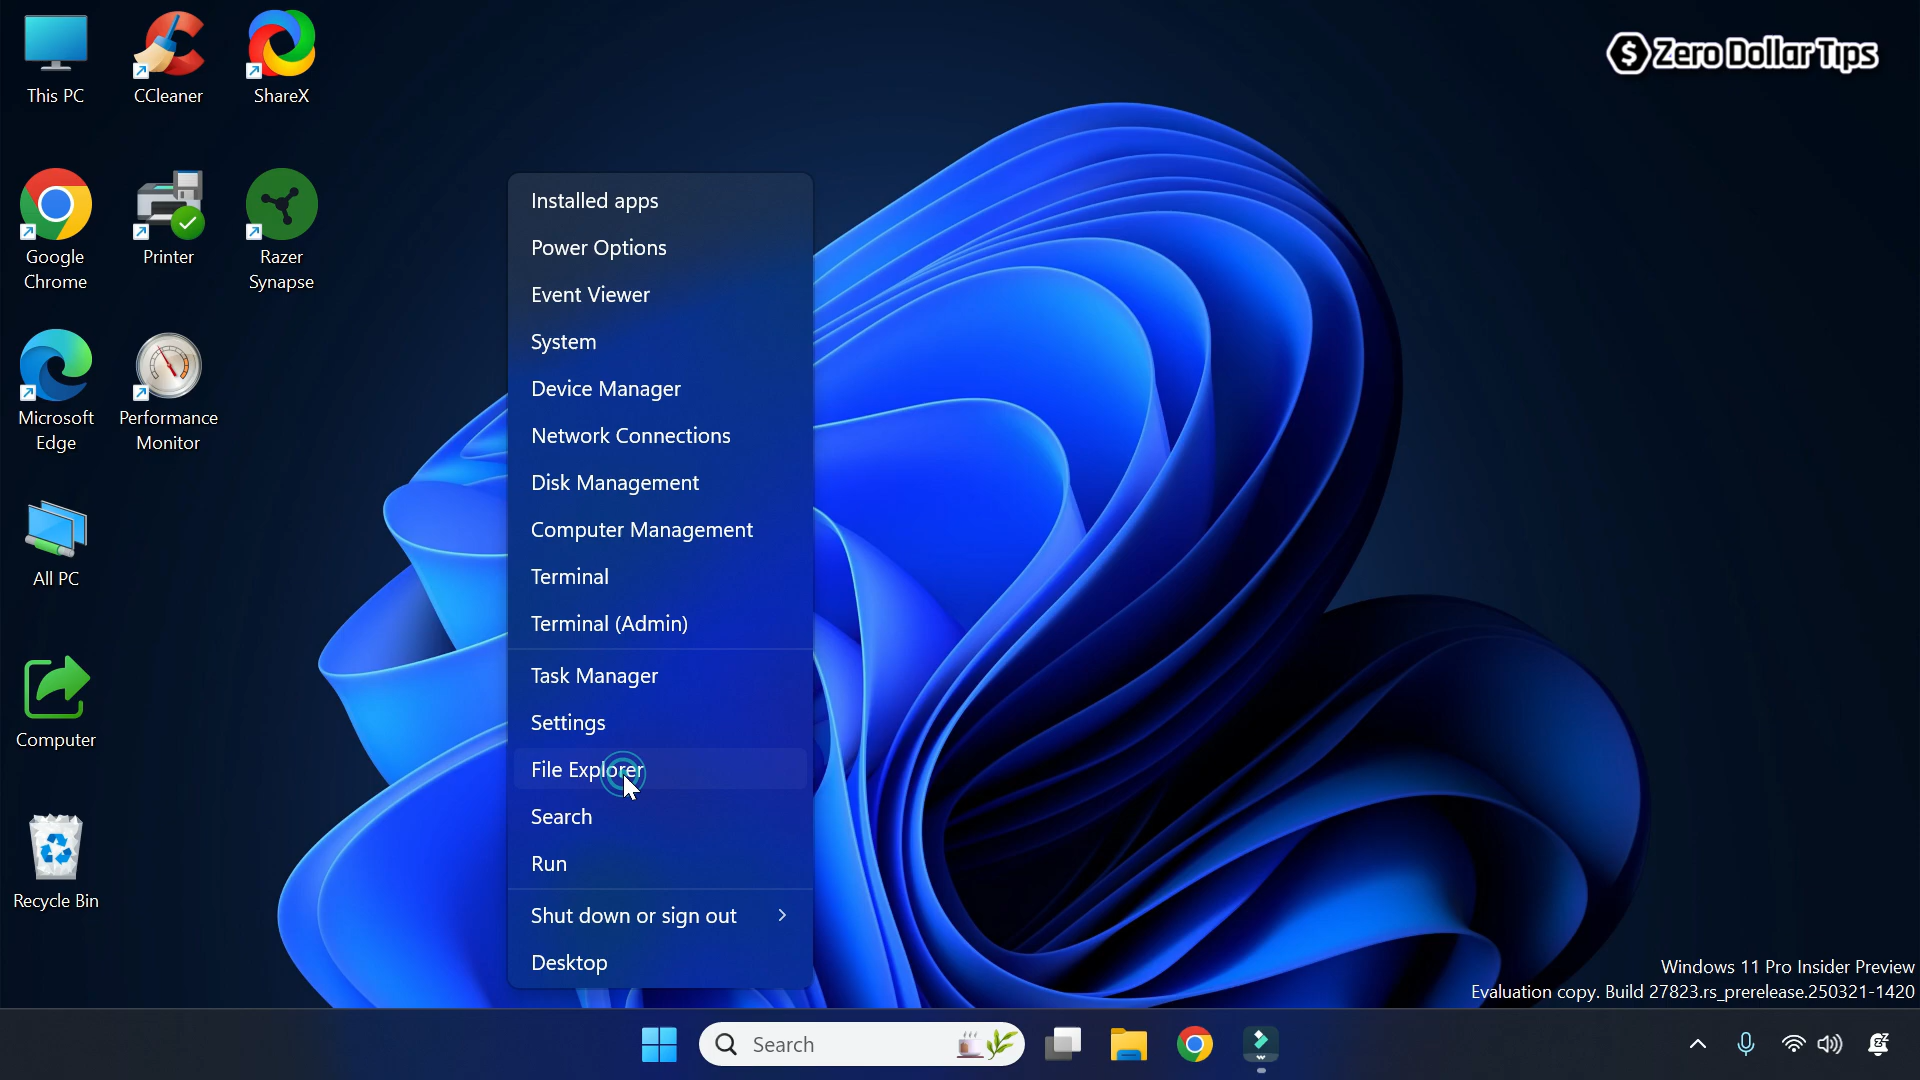 This PC
CCleaner
ShareX
Zero Dollar Tips
Google
Chrome
Printer
Razer
Synapse
Microsoft
Edge
Performance
Monitor
All PC
Computer
Recycle Bin
Installed apps
Power Options
Event Viewer
System
Device Manager
Network Connections
Disk Management
Computer Management
Terminal
Terminal (Admin)
Task Manager
Settings
File Explorer
Search
Run
Shut down or sign out
Desktop
Windows 11 Pro Insider Preview
Evaluation copy. Build 27823.rs_prerelease.250321-1420
Search